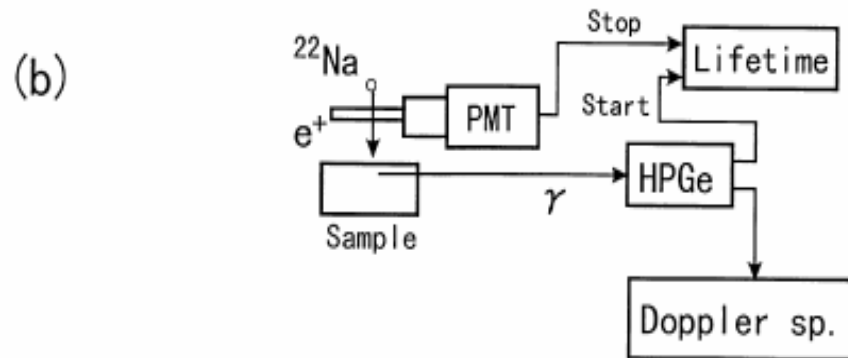 (b)
²²Na
e⁺
PMT
Stop
Start
Lifetime
HPGe
γ
Sample
Doppler sp.